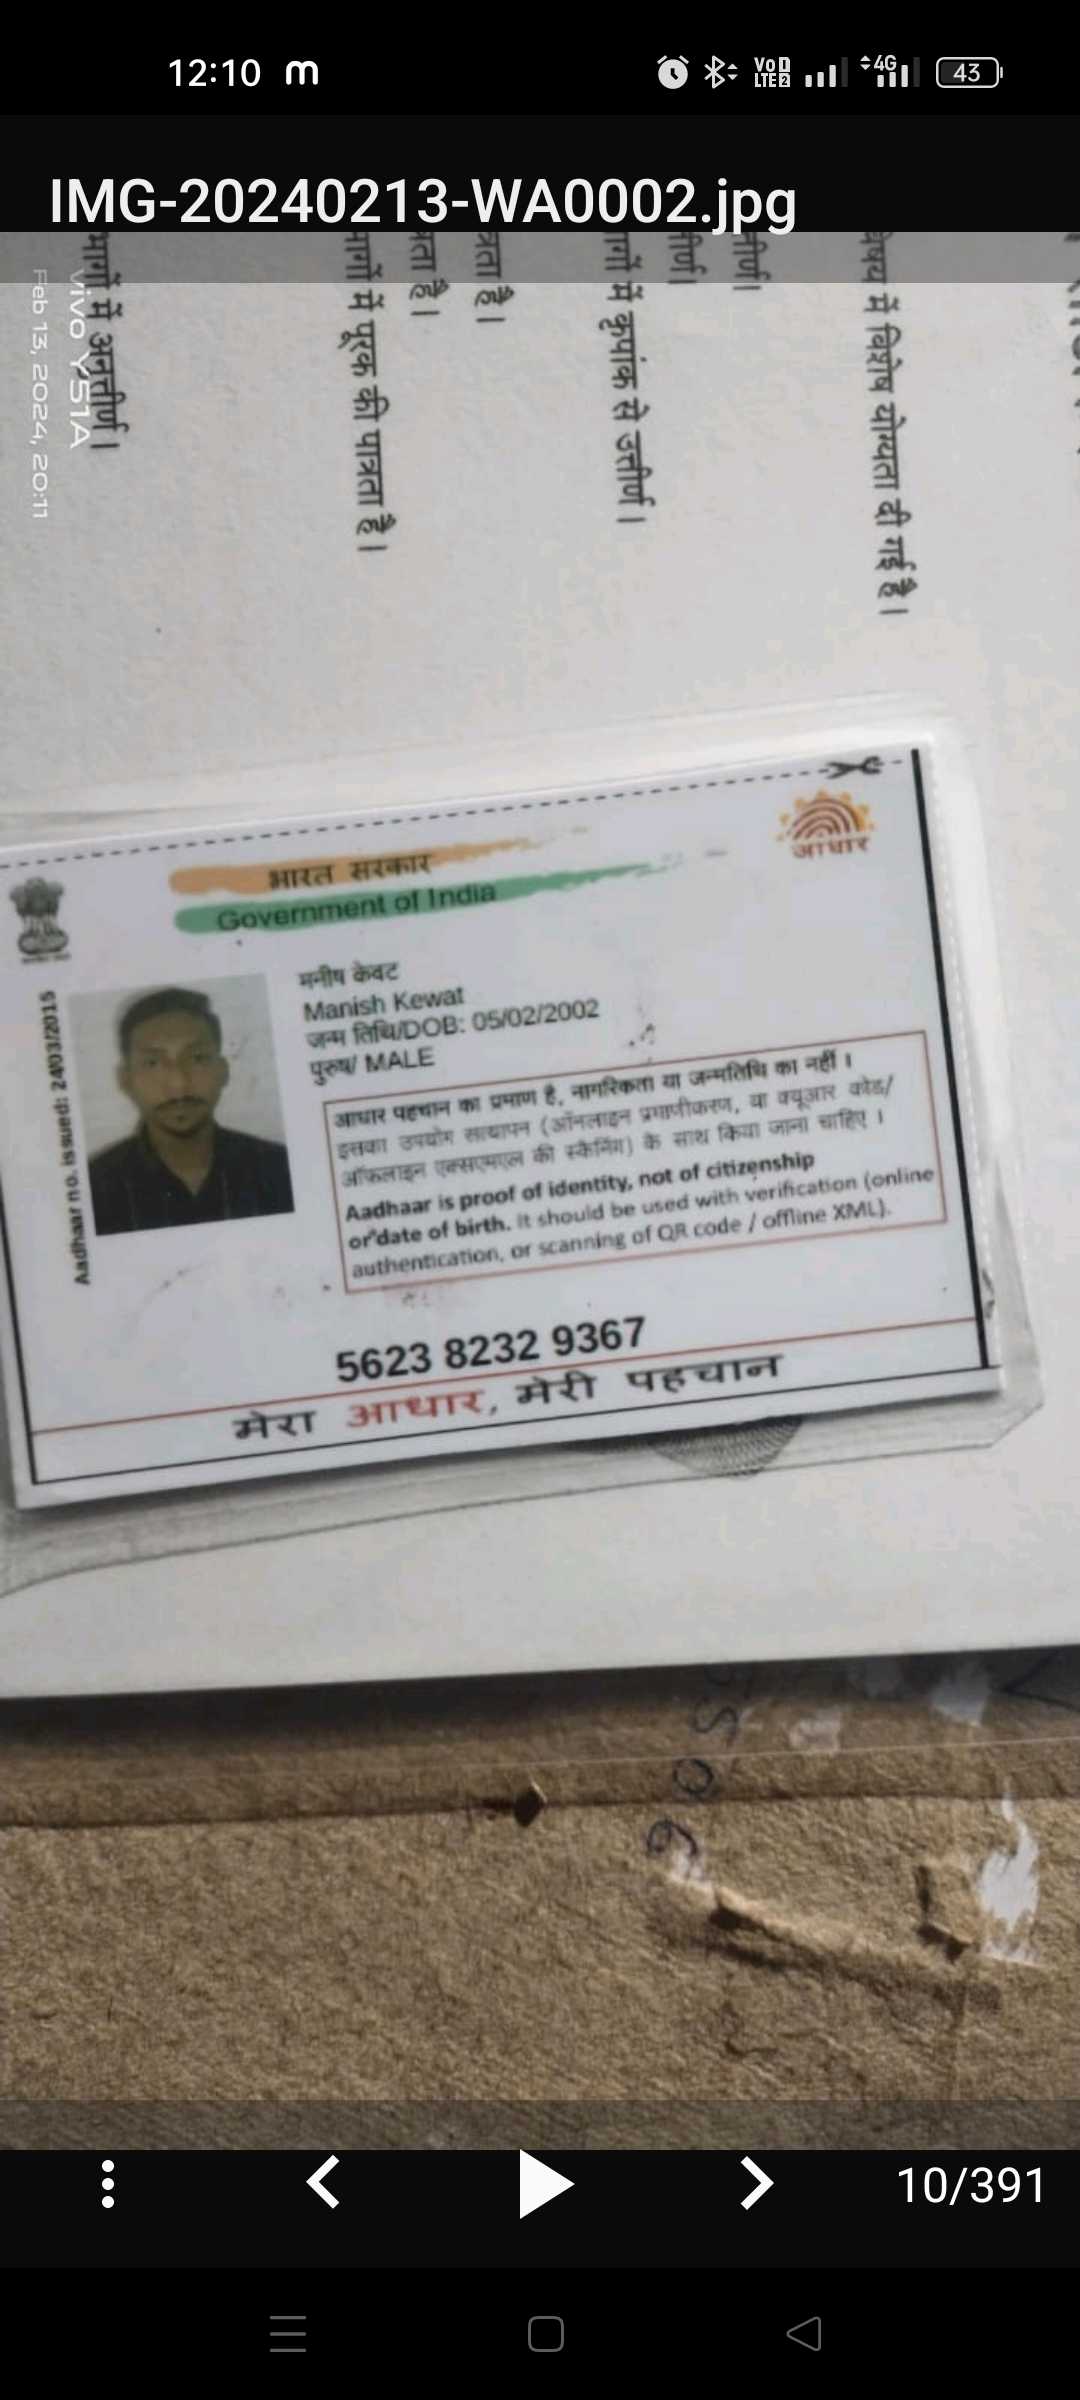 12:10 m
VoD LTE2 4G 43
IMG-20240213-WA0002.jpg
भागों में अनुत्तीर्ण।
vivo Y51A
Feb 13, 2024, 20:11
में पूरक की पात्रता है।
है।
है।
में कृपांक से उत्तीर्ण।
में विशेष योग्यता दी गई है।
भारत सरकार
Government of India
आधार
मनीष केवट
Manish Kewat
जन्म तिथि/DOB: 05/02/2002
पुरुष/ MALE
Aadhaar no. issued: 24/03/2015
आधार पहचान का प्रमाण है, नागरिकता या जन्मतिथि का नहीं ।
इसका उपयोग सत्यापन (ऑनलाइन प्रमाणीकरण, या क्यूआर कोड/
ऑफलाइन एक्सएमएल की स्कैनिंग) के साथ किया जाना चाहिए ।
Aadhaar is proof of identity, not of citizenship
or date of birth. It should be used with verification (online
authentication, or scanning of QR code / offline XML).
5623 8232 9367
मेरा आधार, मेरी पहचान
10/391